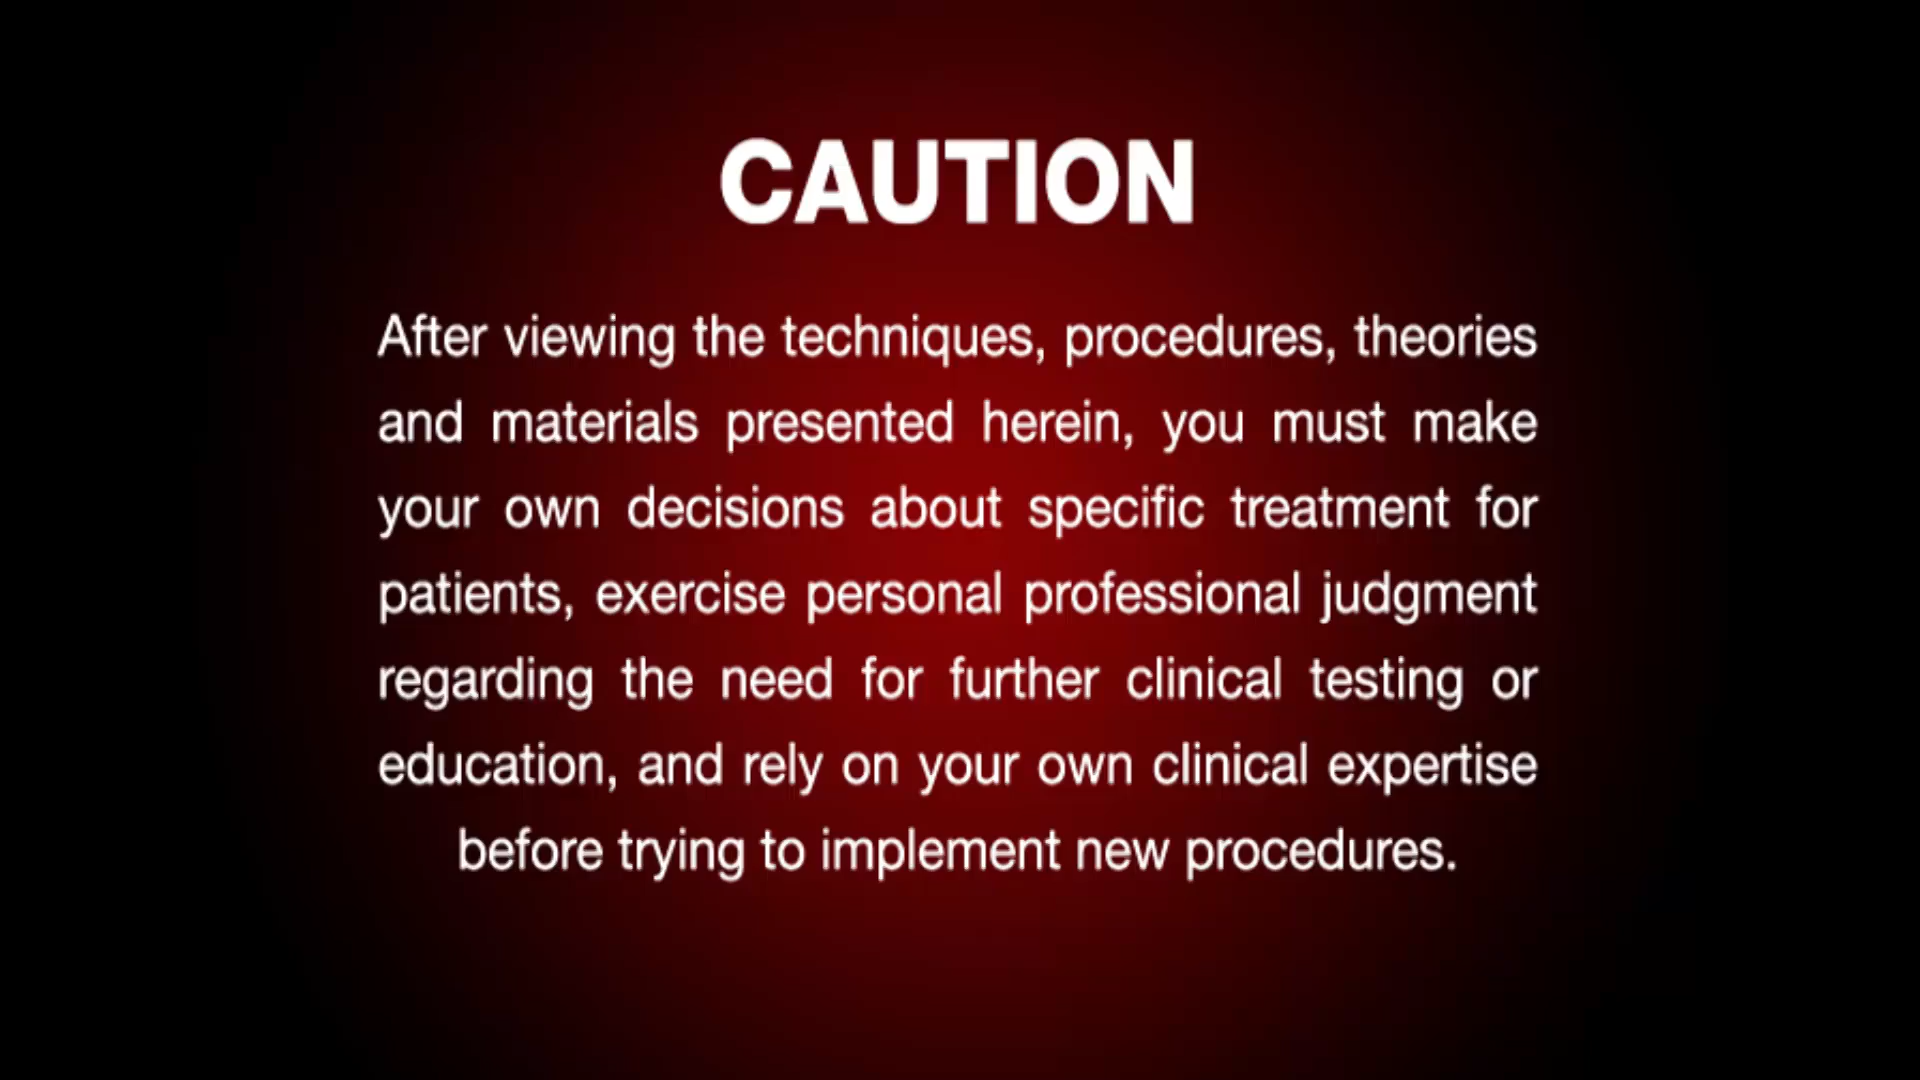 CAUTION
After viewing the techniques, procedures, theories
and materials presented herein, you must make
your own decisions about specific treatment for
patients, exercise personal professional judgment
regarding the need for further clinical testing or
education, and rely on your own clinical expertise
before trying to implement new procedures.